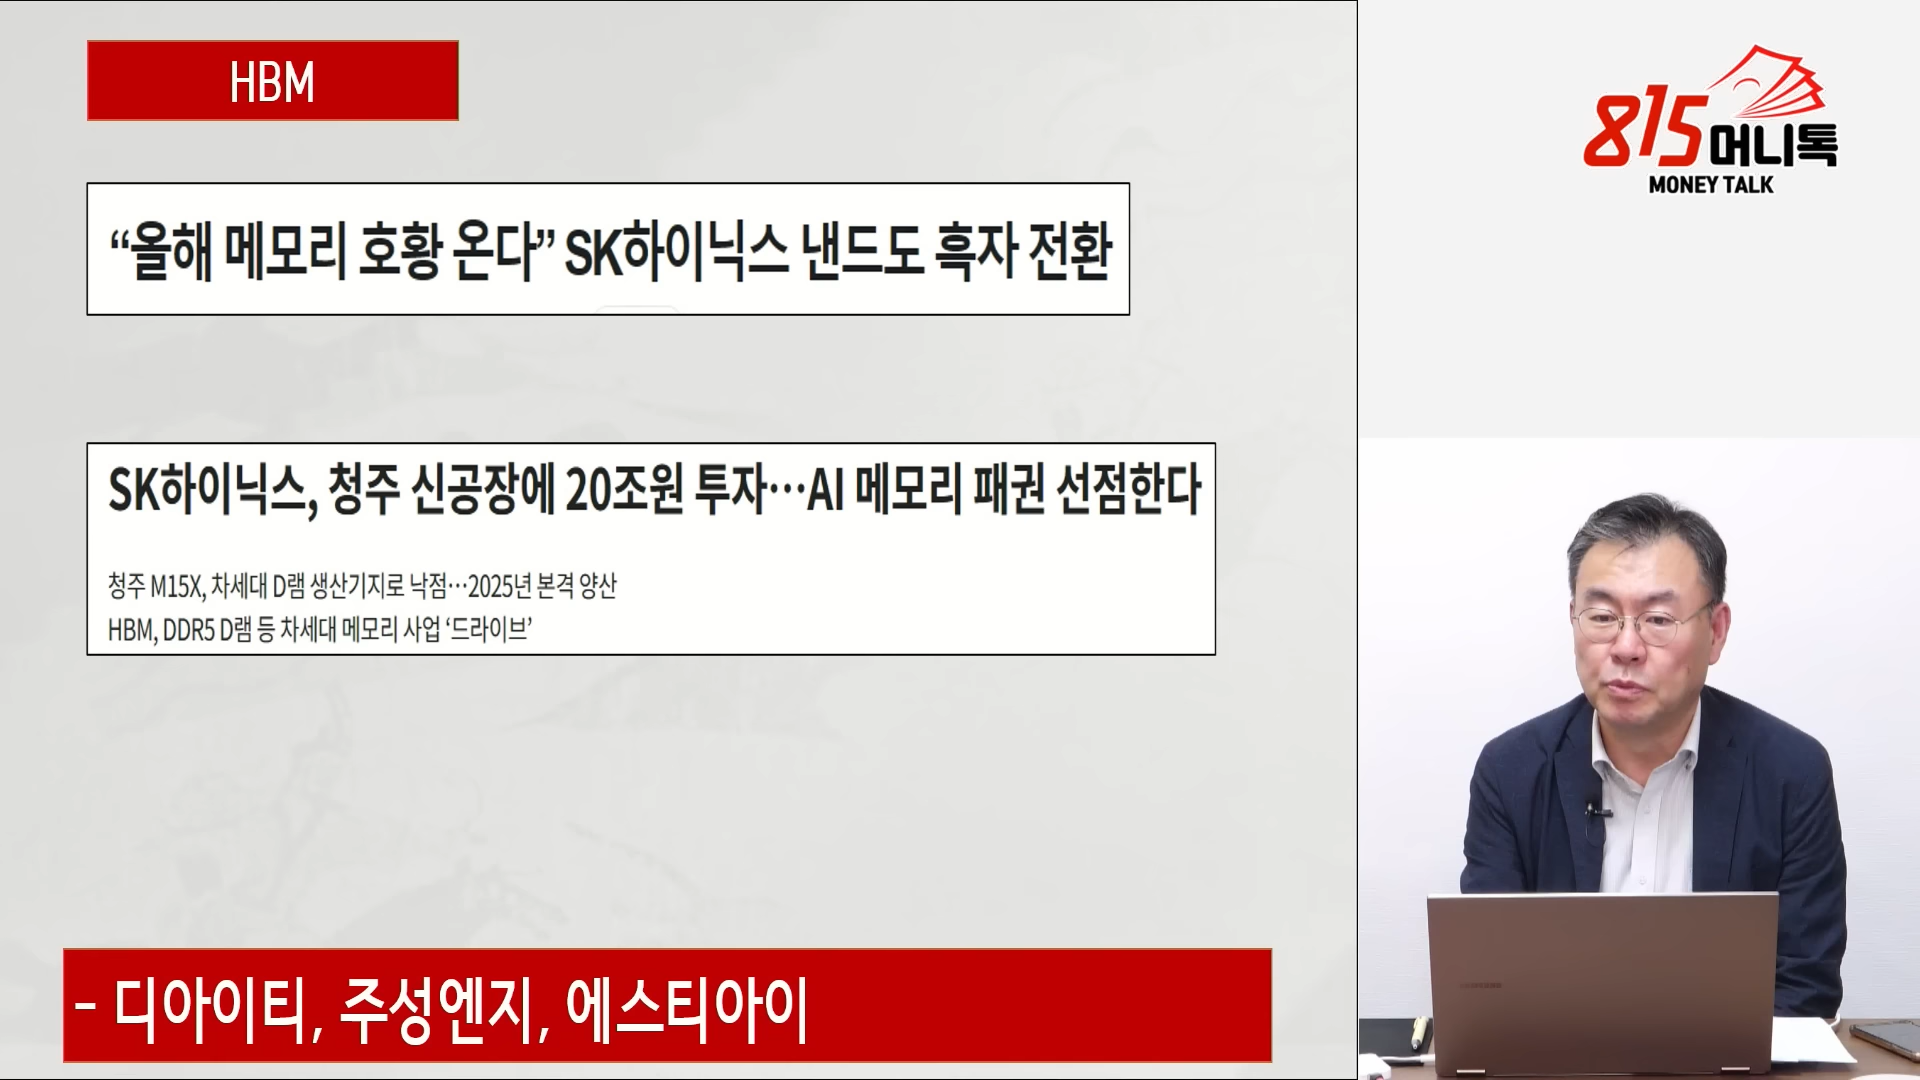 HBM
815머니톡
MONEY TALK
“올해 메모리 호황 온다” SK하이닉스 낸드도 흑자 전환
SK하이닉스, 청주 신공장에 20조원 투자…AI 메모리 패권 선점한다
청주 M15X, 차세대 D램 생산기지로 낙점…2025년 본격 양산
HBM, DDR5 D램 등 차세대 메모리 사업 ‘드라이브’
- 디아이티, 주성엔지, 에스티아이
SAMSUNG